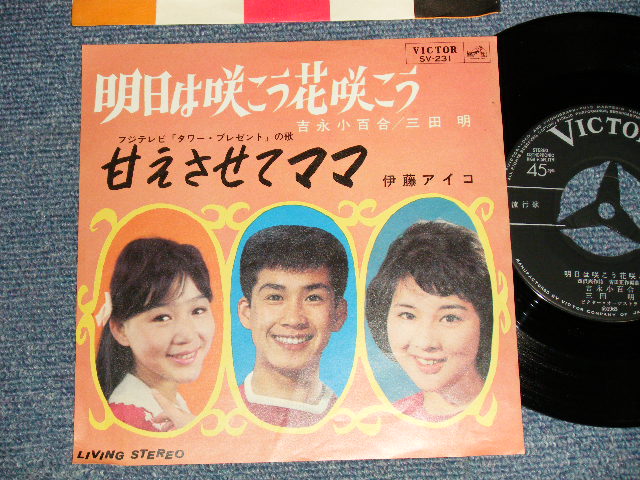 VICTOR
SV-231
明日は咲こう花咲こう
吉永小百合／三田 明
フジテレビ「タワー・プレゼント」の歌
甘えさせてママ
伊藤アイコ
LIVING STEREO
VICTOR
STEREO
45
流行歌
明日は咲こう花咲
吉永小百合
三田 明